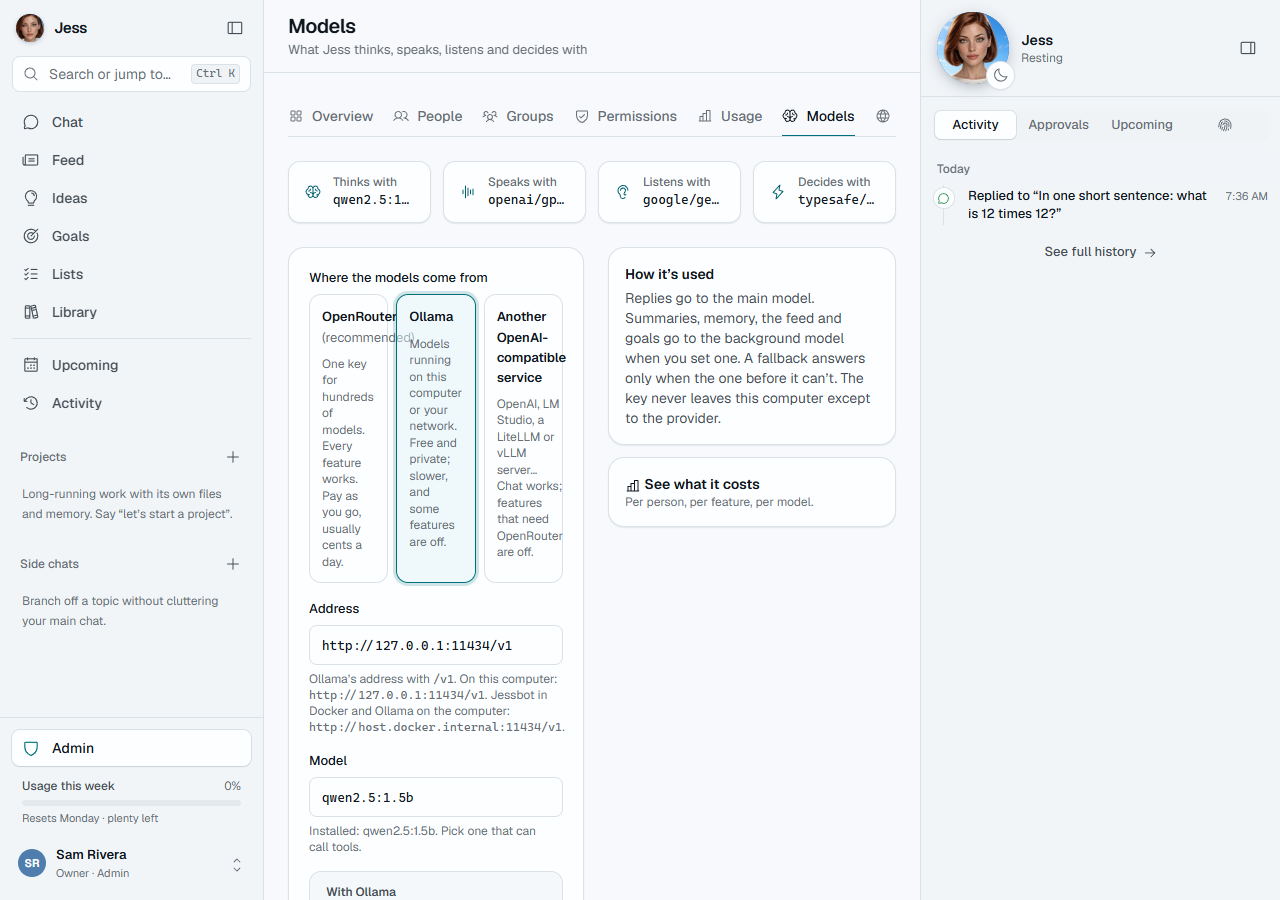 Jess
Search or jump to...
Ctrl K
Chat
Feed
Ideas
Goals
Lists
Library
Upcoming
Activity
Projects
Long-running work with its own files
and memory. Say “let’s start a project”.
Side chats
Branch off a topic without cluttering
your main chat.
Admin
Usage this week
0%
Resets Monday · plenty left
SR
Sam Rivera
Owner · Admin
Models
What Jess thinks, speaks, listens and decides with
Overview
People
Groups
Permissions
Usage
Models
Thinks with
qwen2.5:1…
Speaks with
openai/gp…
Listens with
google/ge…
Decides with
typesafe/…
Where the models come from
OpenRouter
(recommended)
One key
for
hundreds
of
models.
Every
feature
works.
Pay as
you go,
usually
cents a
day.
Ollama
Models
running
on this
computer
or your
network.
Free and
private;
slower,
and
some
features
are off.
Another
OpenAI-
compatible
service
OpenAI, LM
Studio, a
LiteLLM or
vLLM
server…
Chat works;
features
that need
OpenRouter
are off.
Address
http://127.0.0.1:11434/v1
Ollama’s address with /v1. On this computer:
http://127.0.0.1:11434/v1. Jessbot in
Docker and Ollama on the computer:
http://host.docker.internal:11434/v1.
Model
qwen2.5:1.5b
Installed: qwen2.5:1.5b. Pick one that can
call tools.
With Ollama
How it’s used
Replies go to the main model.
Summaries, memory, the feed and
goals go to the background model
when you set one. A fallback answers
only when the one before it can’t. The
key never leaves this computer except
to the provider.
See what it costs
Per person, per feature, per model.
Jess
Resting
Activity
Approvals
Upcoming
Today
Replied to “In one short sentence: what
is 12 times 12?”
7:36 AM
See full history →